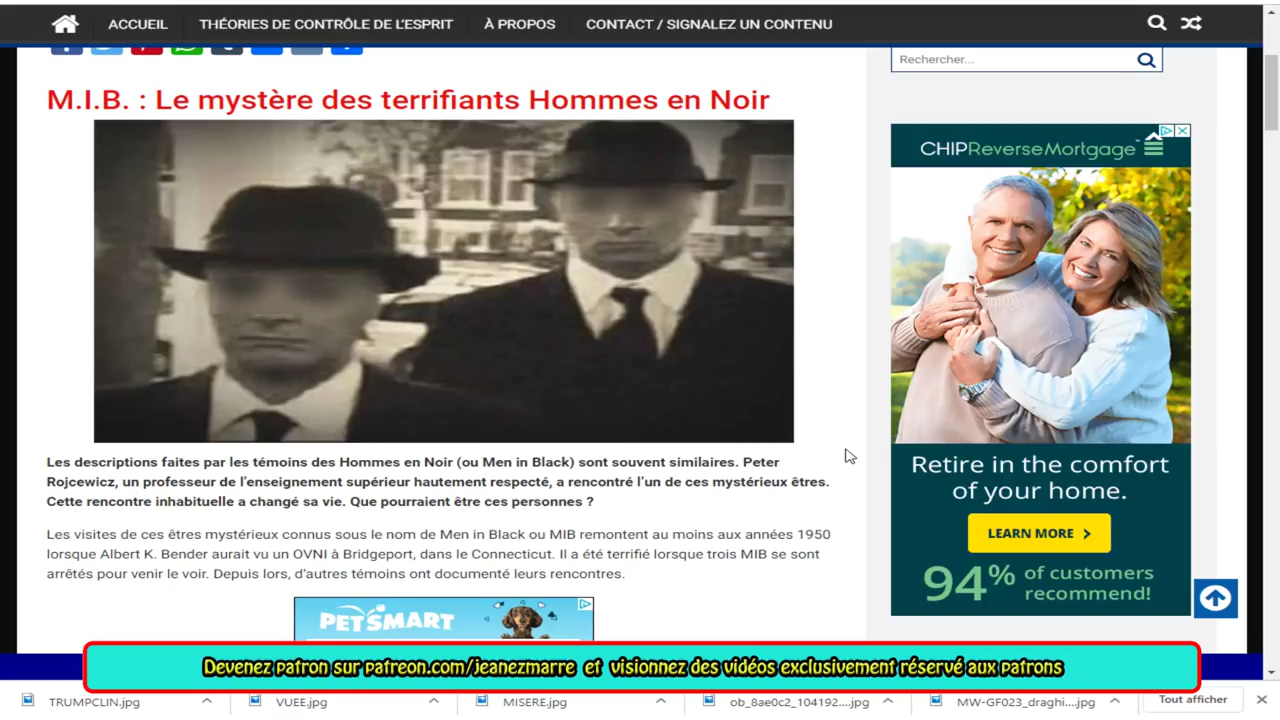 ACCUEIL THÉORIES DE CONTRÔLE DE L'ESPRIT À PROPOS CONTACT / SIGNALEZ UN CONTENU
Rechercher...
M.I.B. : Le mystère des terrifiants Hommes en Noir
CHIPReverseMortgage™
Les descriptions faites par les témoins des Hommes en Noir (ou Men in Black) sont souvent similaires. Peter
Rojcewicz, un professeur de l'enseignement supérieur hautement respecté, a rencontré l'un de ces mystérieux êtres.
Cette rencontre inhabituelle a changé sa vie. Que pourraient être ces personnes ?
Les visites de ces êtres mystérieux connus sous le nom de Men in Black ou MIB remontent au moins aux années 1950
lorsque Albert K. Bender aurait vu un OVNI à Bridgeport, dans le Connecticut. Il a été terrifié lorsque trois MIB se sont
arrêtés pour venir le voir. Depuis lors, d'autres témoins ont documenté leurs rencontres.
Retire in the comfort
of your home.
LEARN MORE
94% of customers
recommend!
PETSMART
Devenez patron sur patreon.com/jeanezmarre et visionnez des vidéos exclusivement réservé aux patrons
TRUMPCLIN.jpg VUEE.jpg MISERE.jpg ob_8ae0c2_104192....jpg MW-GF023_draghi_....jpg Tout afficher